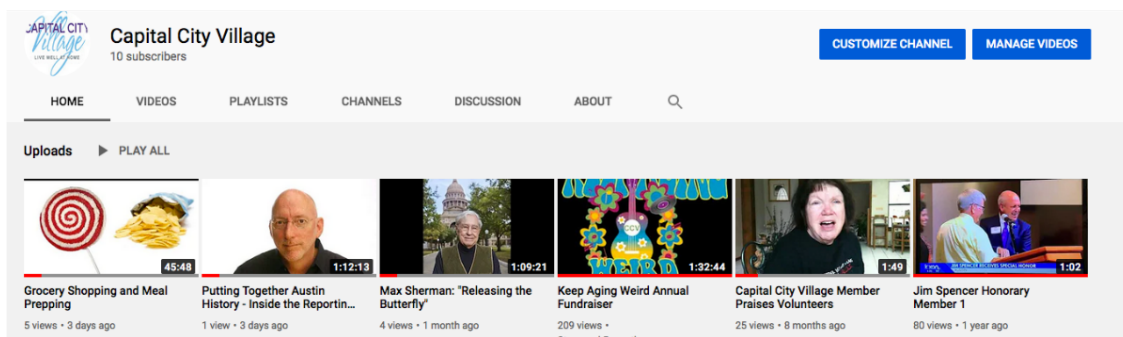 CAPITAL CITY
Village
LIVE WELL AT HOME
Capital City Village
10 subscribers
CUSTOMIZE CHANNEL
MANAGE VIDEOS
HOME
VIDEOS
PLAYLISTS
CHANNELS
DISCUSSION
ABOUT
Uploads
PLAY ALL
45:48
Grocery Shopping and Meal
Prepping
5 views • 3 days ago
1:12:13
Putting Together Austin
History - Inside the Reportin...
1 view • 3 days ago
1:09:21
Max Sherman: "Releasing the
Butterfly"
4 views • 1 month ago
CCV
WEIRD
1:32:44
Keep Aging Weird Annual
Fundraiser
209 views •
1:49
Capital City Village Member
Praises Volunteers
25 views • 8 months ago
JIM SPENCER RECEIVES SPECIAL HONOR
1:02
Jim Spencer Honorary
Member 1
80 views • 1 year ago